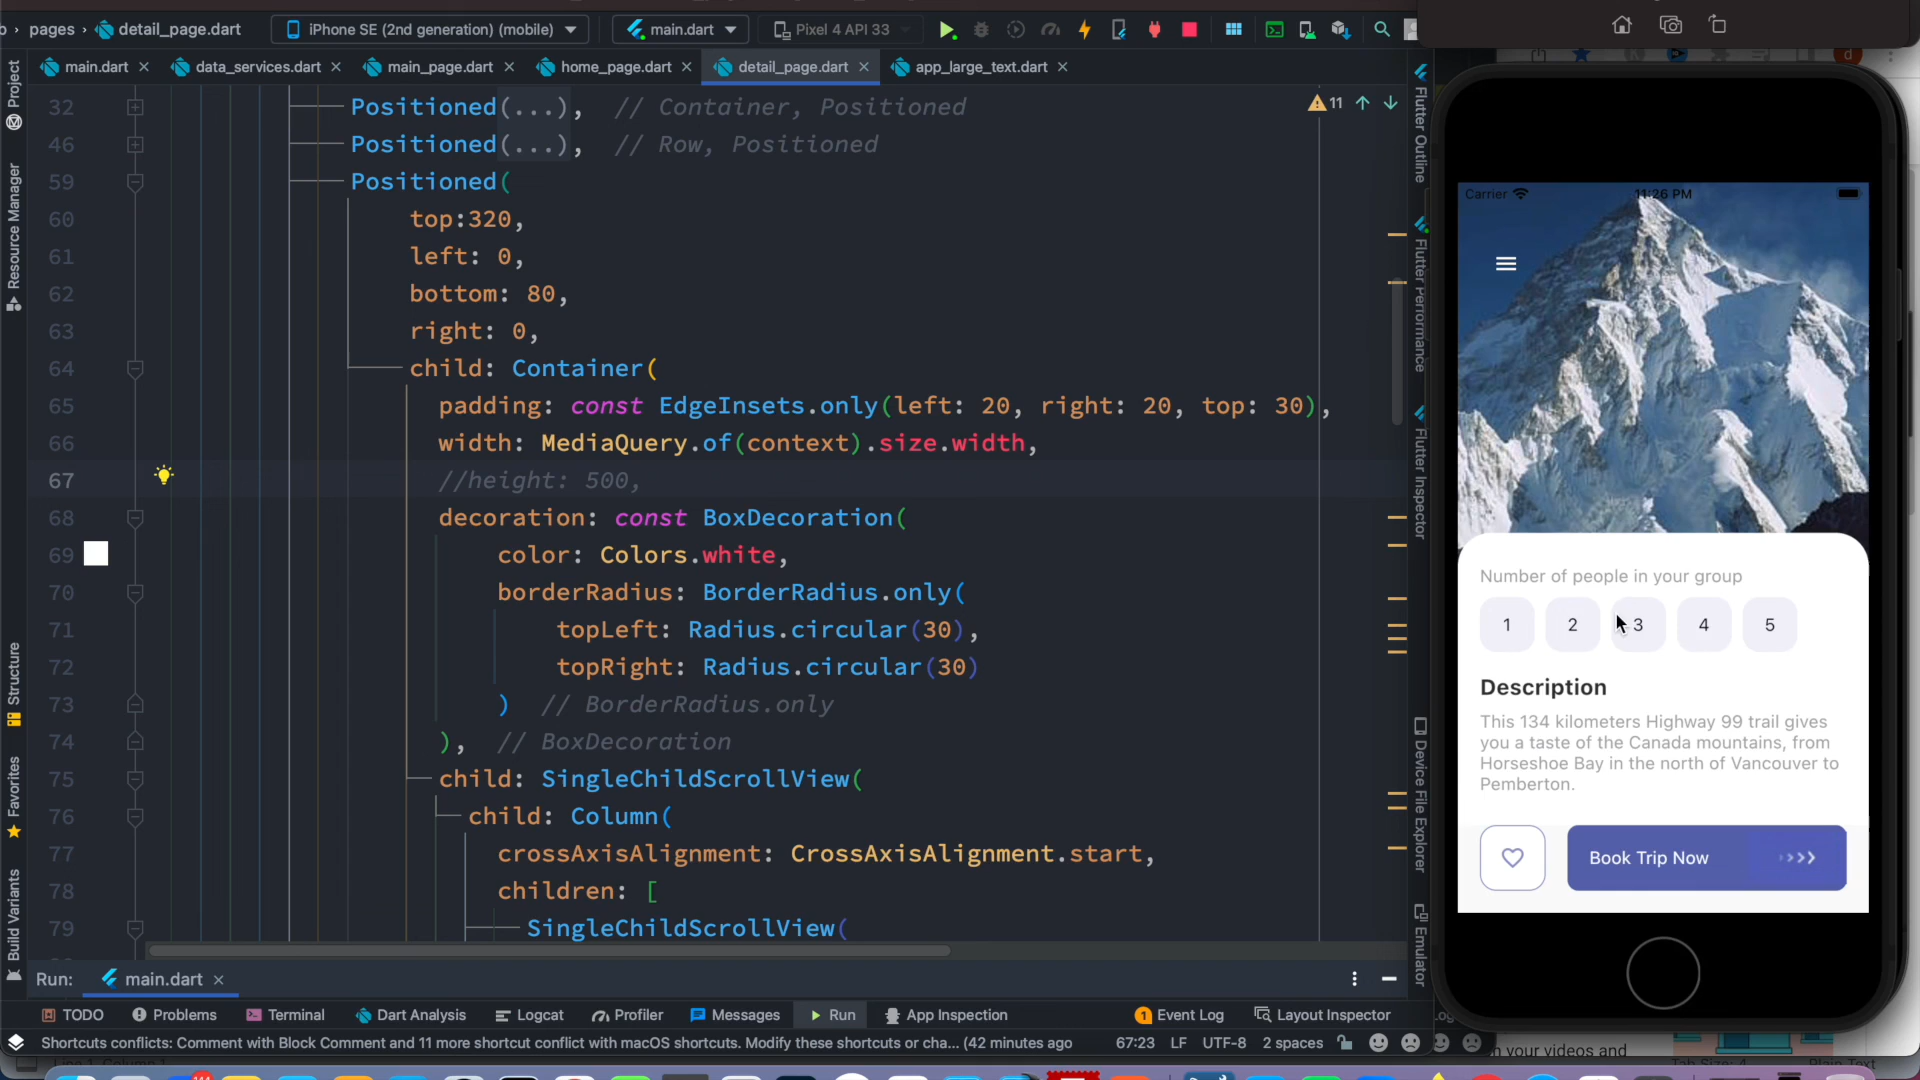 pages › detail_page.dart
iPhone SE (2nd generation) (mobile)
main.dart
Pixel 4 API 33
main.dart
data_services.dart
main_page.dart
home_page.dart
detail_page.dart
app_large_text.dart
Project
Resource Manager
Structure
Favorites
Build Variants
32 Positioned(...), // Container, Positioned
46 Positioned(...), // Row, Positioned
59 Positioned(
60 top:320,
61 left: 0,
62 bottom: 80,
63 right: 0,
64 child: Container(
65 padding: const EdgeInsets.only(left: 20, right: 20, top: 30),
66 width: MediaQuery.of(context).size.width,
67 //height: 500,
68 decoration: const BoxDecoration(
69 color: Colors.white,
70 borderRadius: BorderRadius.only(
71 topLeft: Radius.circular(30),
72 topRight: Radius.circular(30)
73 ) // BorderRadius.only
74 ), // BoxDecoration
75 child: SingleChildScrollView(
76 child: Column(
77 crossAxisAlignment: CrossAxisAlignment.start,
78 children: [
79 SingleChildScrollView(
11
Flutter Outline
Flutter Performance
Flutter Inspector
Device File Explorer
Emulator
Carrier
11:26 PM
Number of people in your group
1 2 3 4 5
Description
This 134 kilometers Highway 99 trail gives
you a taste of the Canada mountains, from
Horseshoe Bay in the north of Vancouver to
Pemberton.
Book Trip Now
Run: main.dart
TODO
Problems
Terminal
Dart Analysis
Logcat
Profiler
Messages
Run
App Inspection
1 Event Log
Layout Inspector
Shortcuts conflicts: Comment with Block Comment and 11 more shortcut conflict with macOS shortcuts. Modify these shortcuts or cha... (42 minutes ago
67:23 LF UTF-8 2 spaces
your videos and